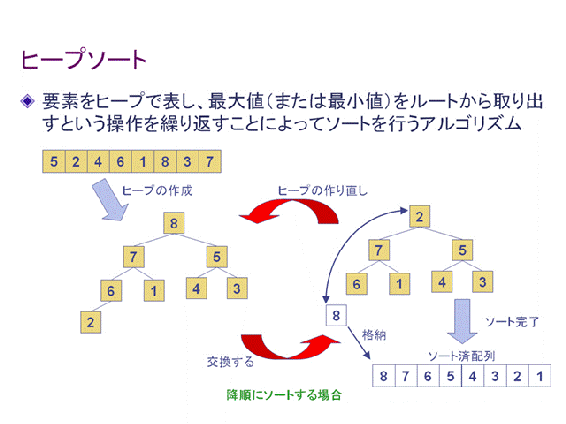 ヒープソート
要素をヒープで表し、最大値（または最小値）をルートから取り出
すという操作を繰り返すことによってソートを行うアルゴリズム
5 2 4 6 1 8 3 7
ヒープの作成
ヒープの作り直し
8
7 5
6 1 4 3
2
2
7 5
6 1 4 3
8
格納
ソート完了
交換する
ソート済配列
8 7 6 5 4 3 2 1
降順にソートする場合